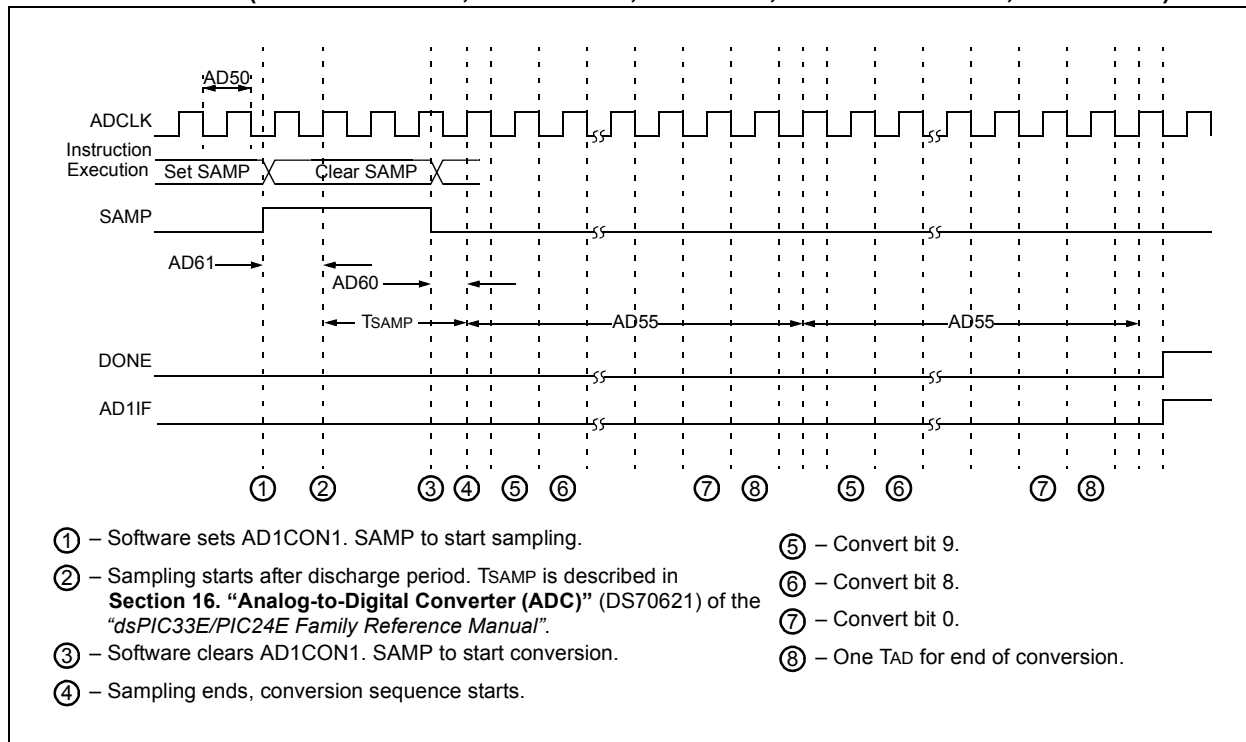 AD50
ADCLK
Instruction
Execution
Set SAMP
Clear SAMP
SAMP
AD61
AD60
TSAMP
AD55
AD55
DONE
AD1IF
1 2 3 4 5 6 7 8 5 6 7 8
1 – Software sets AD1CON1. SAMP to start sampling.
2 – Sampling starts after discharge period. TSAMP is described in
Section 16. “Analog-to-Digital Converter (ADC)” (DS70621) of the
“dsPIC33E/PIC24E Family Reference Manual”.
3 – Software clears AD1CON1. SAMP to start conversion.
4 – Sampling ends, conversion sequence starts.
5 – Convert bit 9.
6 – Convert bit 8.
7 – Convert bit 0.
8 – One TAD for end of conversion.